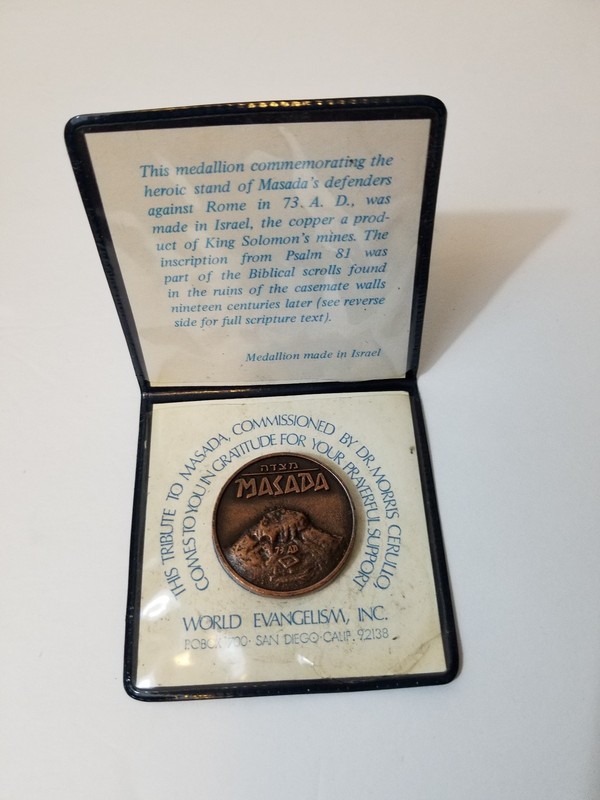 This medallion commemorating the
heroic stand of Masada's defenders
against Rome in 73. A. D., was
made in Israel, the copper a prod-
uct of King Solomon's mines. The
inscription from Psalm 81 was
part of the Biblical scrolls found
in the ruins of the casemate walls
nineteen centuries later (see reverse
side for full scripture text).
Medallion made in Israel
THIS TRIBUTE TO MASADA, COMMISSIONED BY DR. MORRIS CERULLO,
COMES TO YOU IN GRATITUDE FOR YOUR PRAYERFUL SUPPORT
מצדה
MASADA
73 AD
WORLD EVANGELISM, INC.
SAN DIEGO·CALIF. 92138